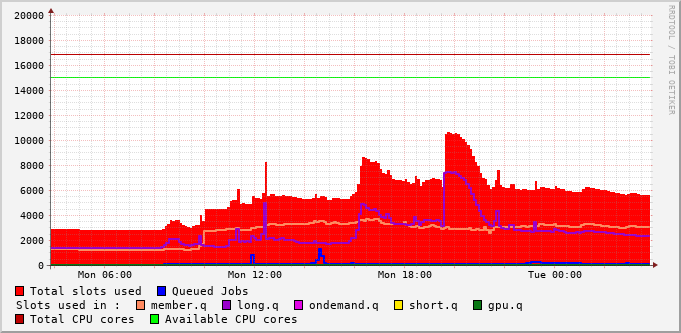 20000
18000
16000
14000
12000
10000
8000
6000
4000
2000
0
Mon 06:00 Mon 12:00 Mon 18:00 Tue 00:00
RRDTOOL / TOBI OETIKER
Total slots used Queued Jobs
Slots used in : member.q long.q ondemand.q short.q gpu.q
Total CPU cores Available CPU cores